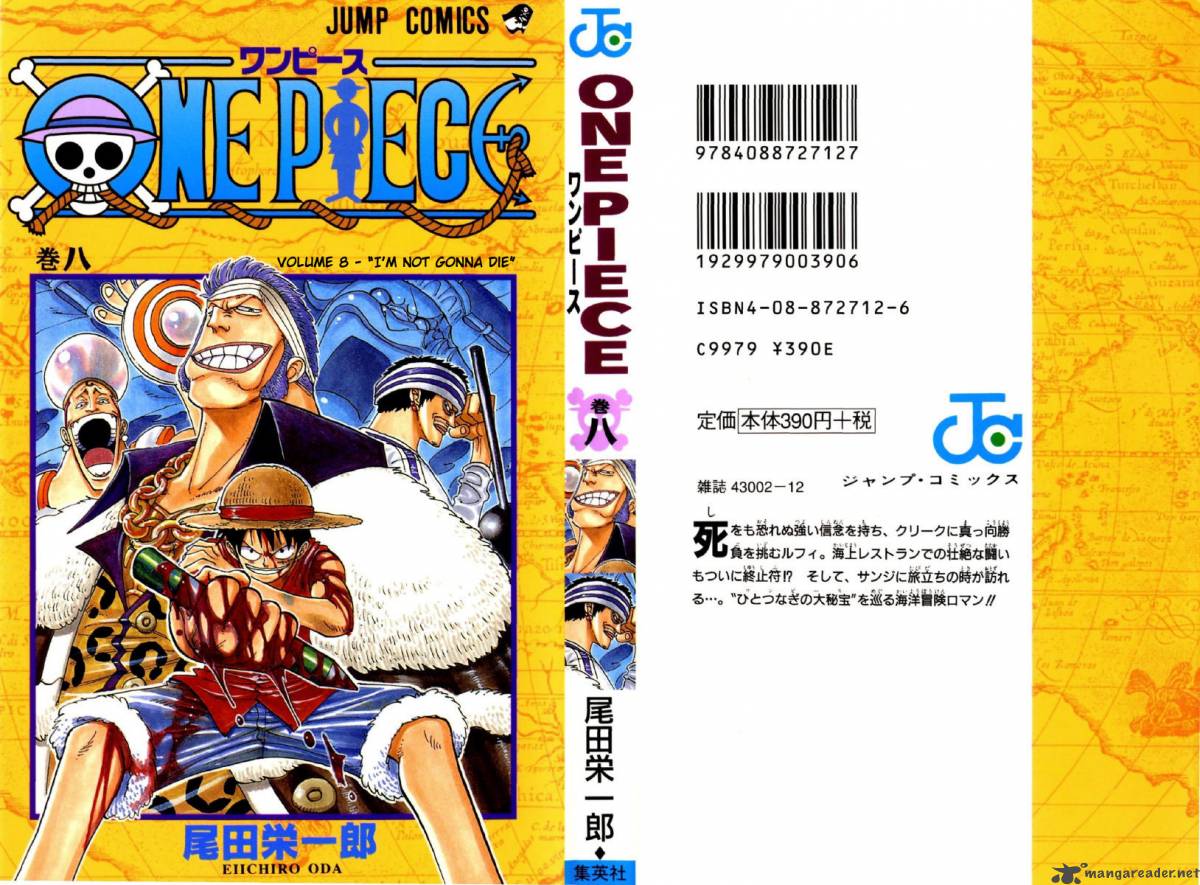 JUMP COMICS
ワンピース
ONE PIECE
巻八
VOLUME 8 - "I'M NOT GONNA DIE"
尾田栄一郎
EIICHIRO ODA
JC
ONE PIECE
ワンピース
巻八
尾田栄一郎
集英社
9784088727127
1929979003906
ISBN4-08-872712-6
C9979 ¥390E
定価 本体390円+税
JC
雑誌 43002-12
ジャンプ・コミックス
死をも恐れぬ強い信念を持ち、クリークに真っ向勝
負を挑むルフィ。海上レストランでの壮絶な闘い
もついに終止符!? そして、サンジに旅立ちの時が訪れ
る…。"ひとつなぎの大秘宝"を巡る海洋冒険ロマン!!
mangareader.net